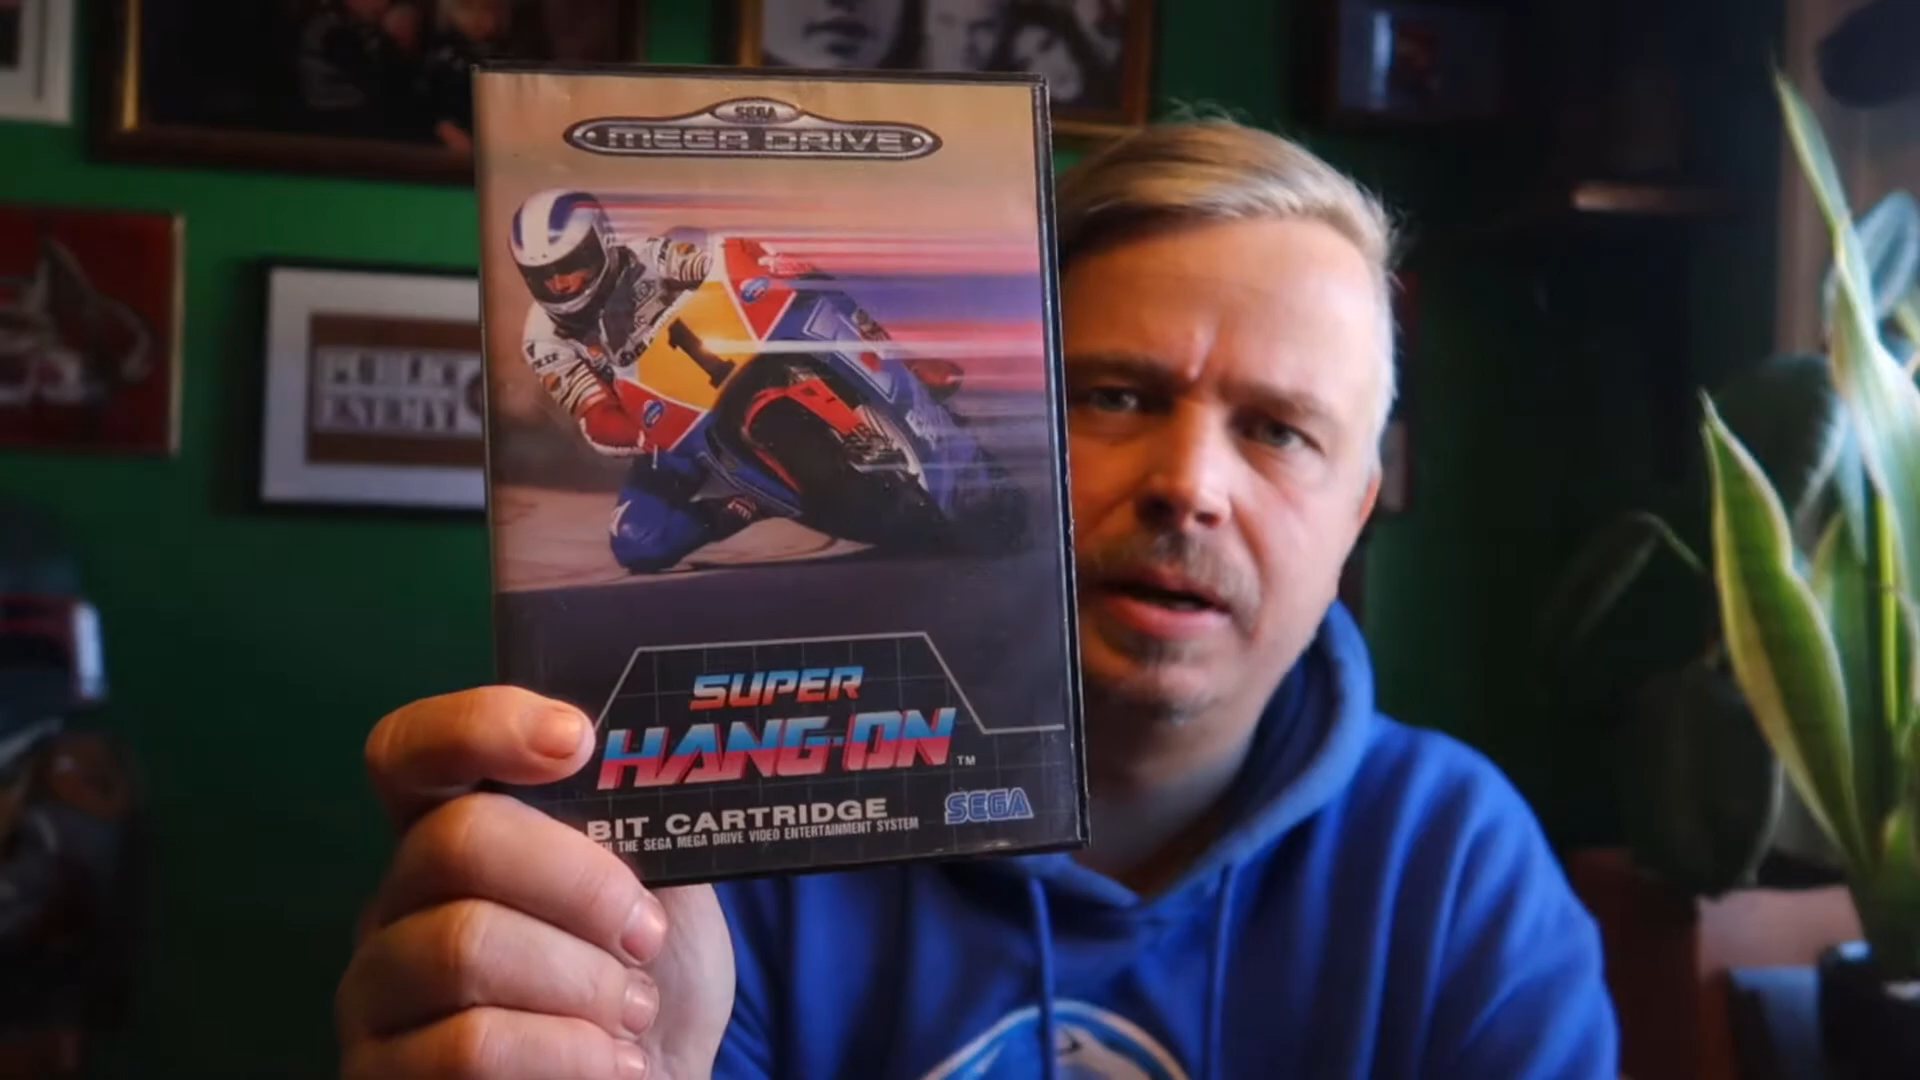 SEGA
MEGA DRIVE
1
PUBLIC
ENEMY
SUPER
HANG-ON
TM
BIT CARTRIDGE
THE SEGA MEGA DRIVE VIDEO ENTERTAINMENT SYSTEM
SEGA